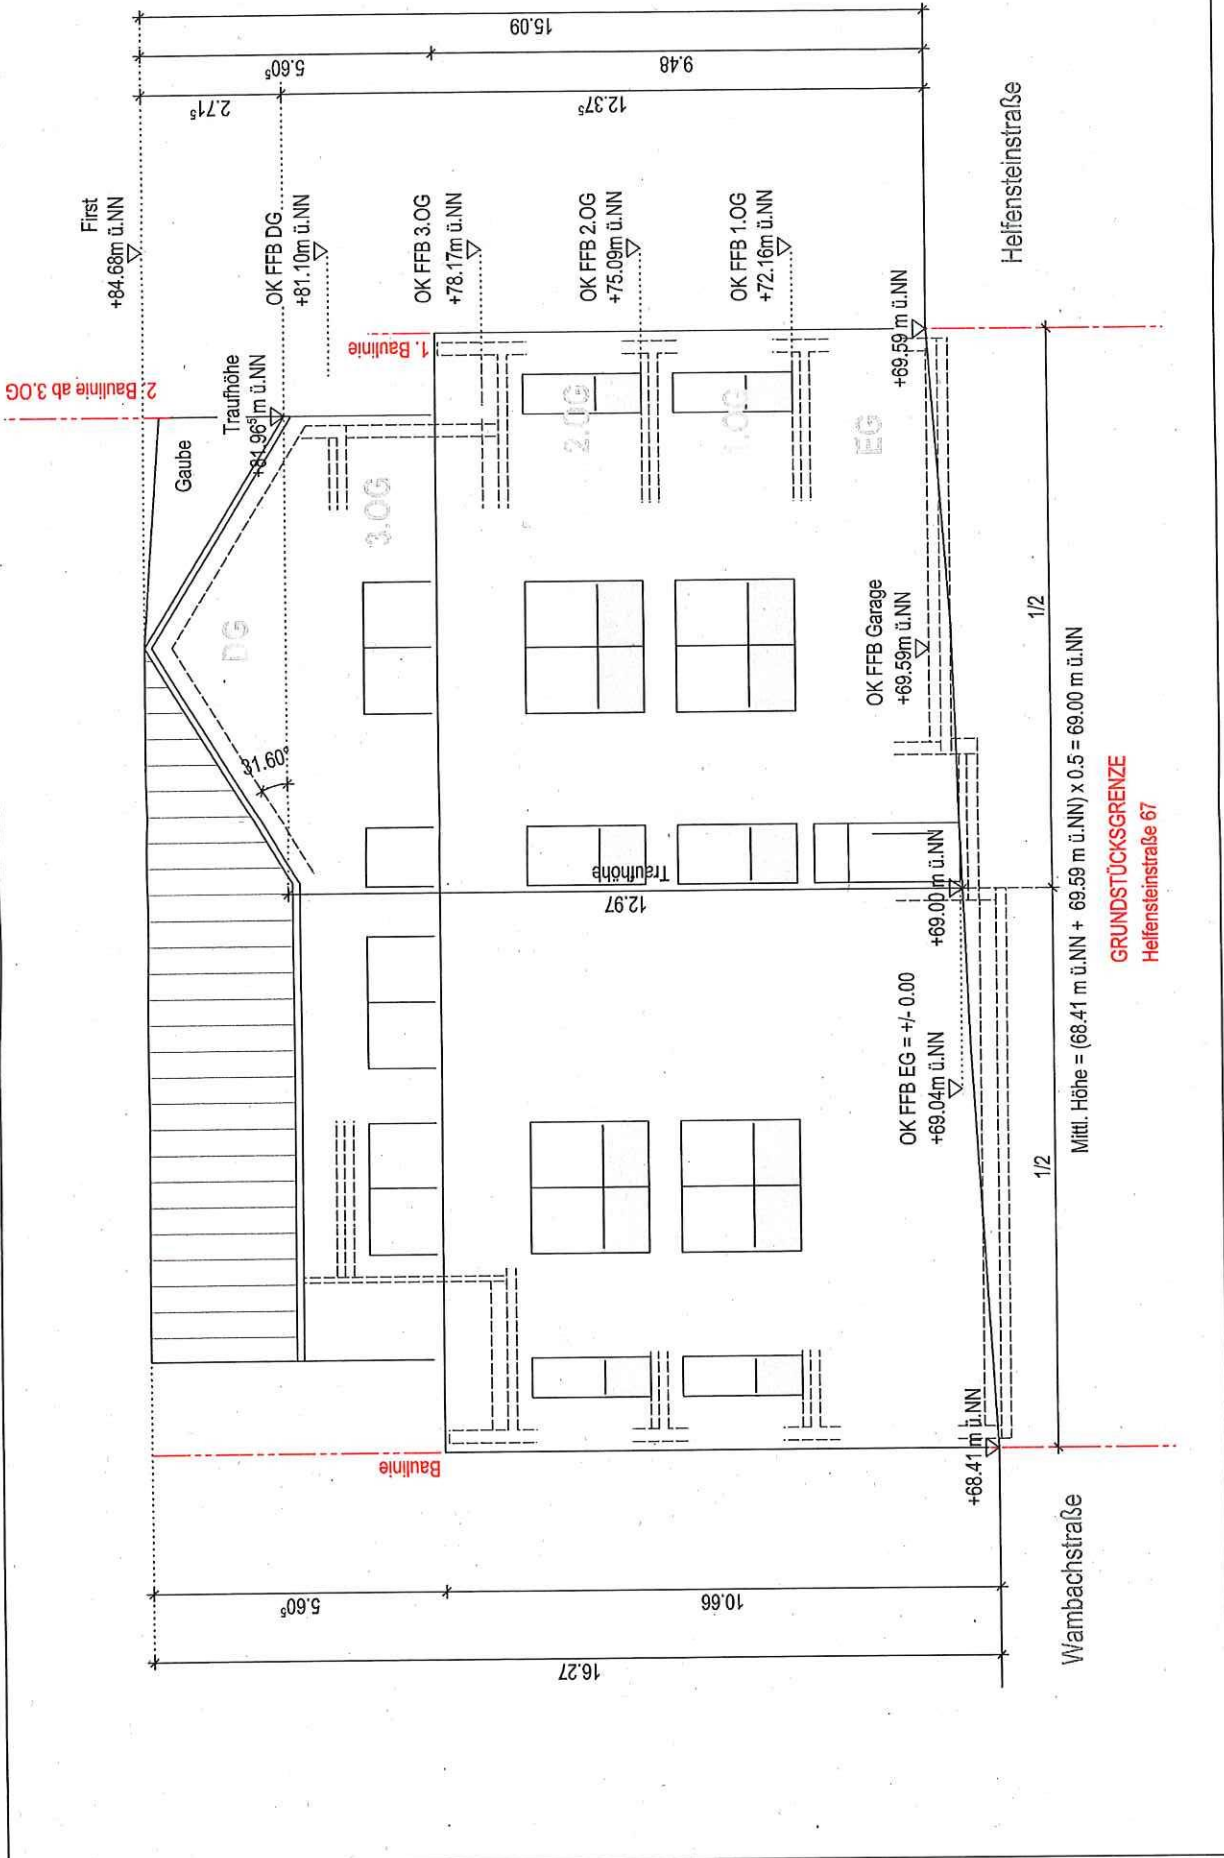 First
+84.68m ü.NN
2. Baulinie ab 3.OG
Gaube
Traufhöhe
+81.96⁵ m ü.NN
OK FFB DG
+81.10m ü.NN
OK FFB 3.OG
+78.17m ü.NN
OK FFB 2.OG
+75.09m ü.NN
OK FFB 1.OG
+72.16m ü.NN
1. Baulinie
2.71⁵
5.60⁵
15.09
12.37⁵
9.48
DG
3.OG
2.OG
1.OG
EG
31.60°
12.97
Traufhöhe
+69.59 m ü.NN
OK FFB Garage
+69.59m ü.NN
+69.00 m ü.NN
OK FFB EG = +/- 0.00
+69.04m ü.NN
+68.41 m ü.NN
Baulinie
5.60⁵
10.66
16.27
Wambachstraße
Helfensteinstraße
1/2
1/2
Mittl. Höhe = (68.41 m ü.NN + 69.59 m ü.NN) x 0.5 = 69.00 m ü.NN
GRUNDSTÜCKSGRENZE
Helfensteinstraße 67